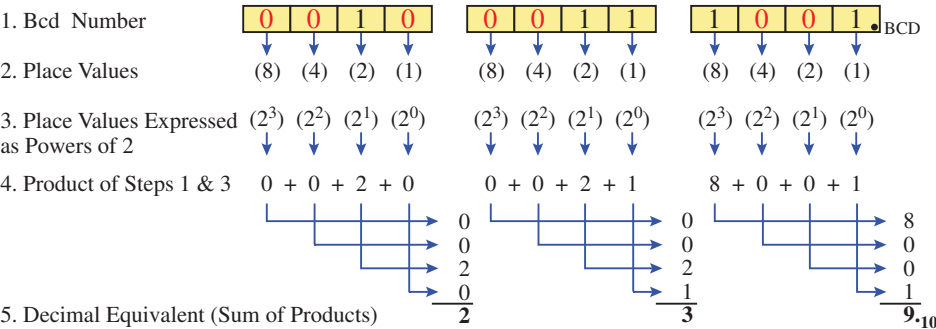 1. Bcd Number 0 0 1 0 0 0 1 1 1 0 0 1 . BCD
2. Place Values (8) (4) (2) (1) (8) (4) (2) (1) (8) (4) (2) (1)
3. Place Values Expressed (2³) (2²) (2¹) (2⁰) (2³) (2²) (2¹) (2⁰) (2³) (2²) (2¹) (2⁰)
as Powers of 2
4. Product of Steps 1 & 3 0 + 0 + 2 + 0 0 + 0 + 2 + 1 8 + 0 + 0 + 1
0 0 8
0 0 0
2 2 0
0 1 1
5. Decimal Equivalent (Sum of Products) 2 3 9.₁₀